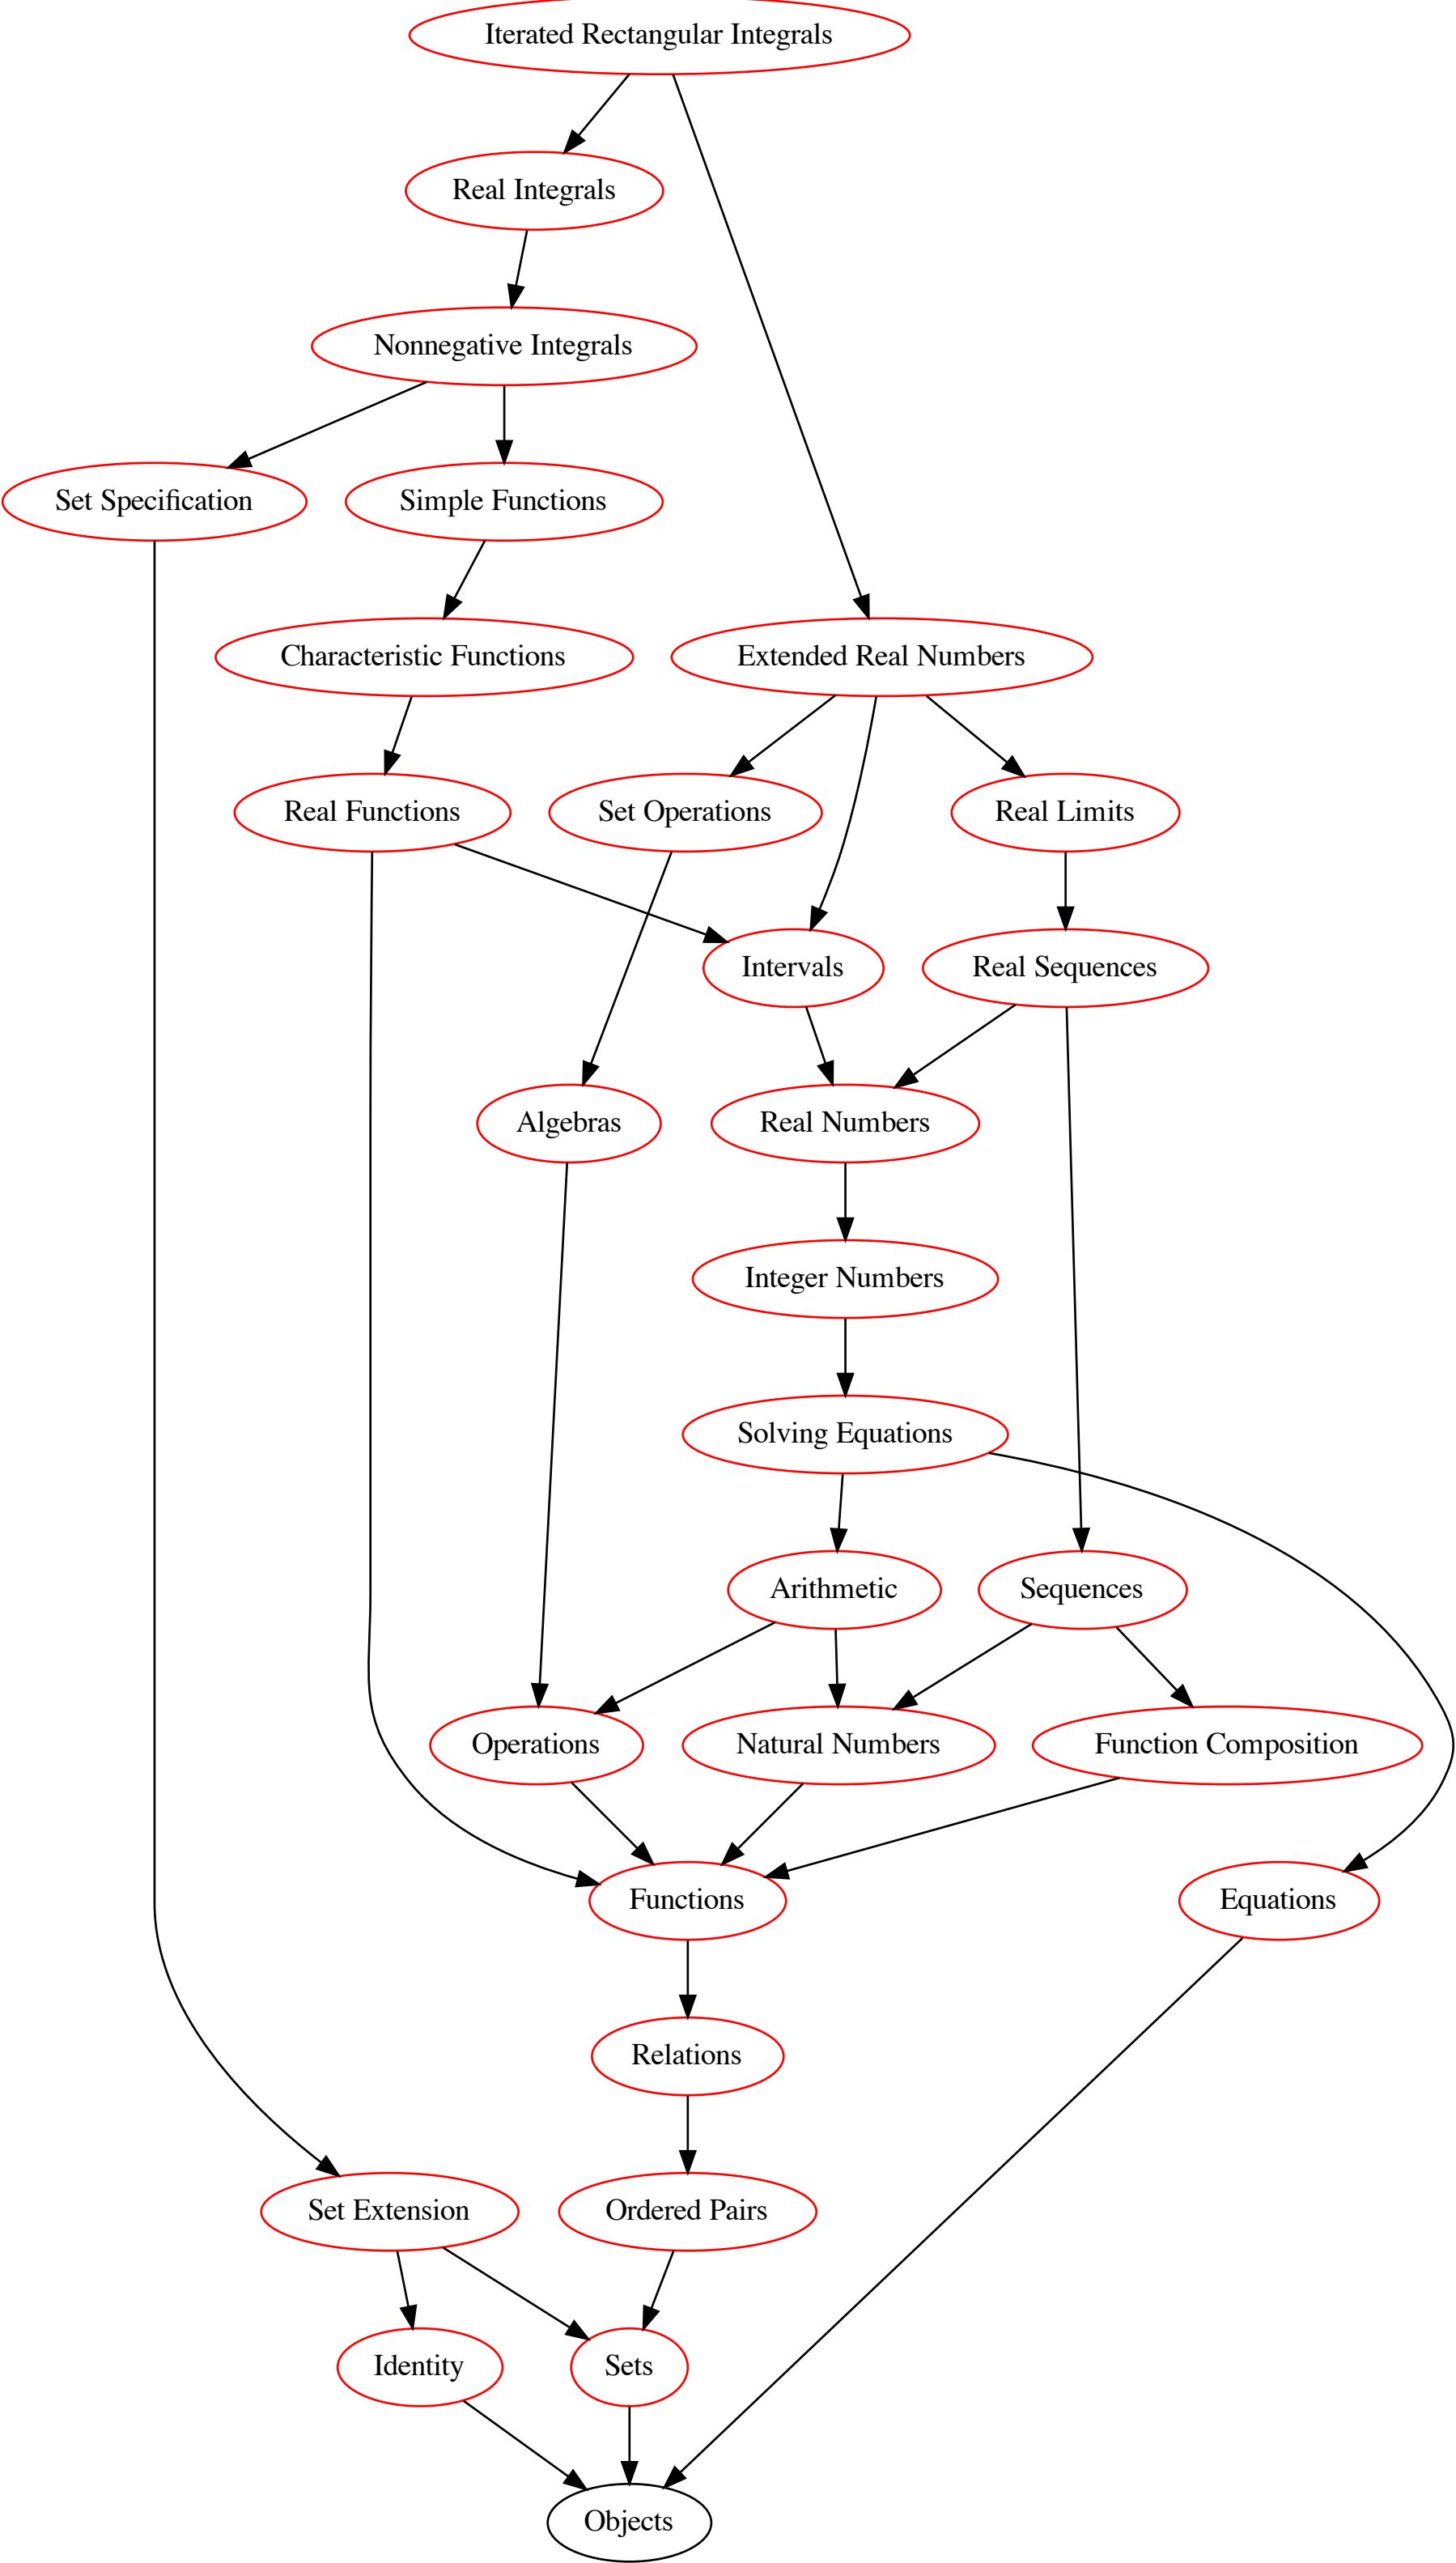 Iterated Rectangular Integrals
Real Integrals
Nonnegative Integrals
Set Specification
Simple Functions
Characteristic Functions
Extended Real Numbers
Real Functions
Set Operations
Real Limits
Intervals
Real Sequences
Algebras
Real Numbers
Integer Numbers
Solving Equations
Arithmetic
Sequences
Operations
Natural Numbers
Function Composition
Functions
Equations
Relations
Set Extension
Ordered Pairs
Identity
Sets
Objects